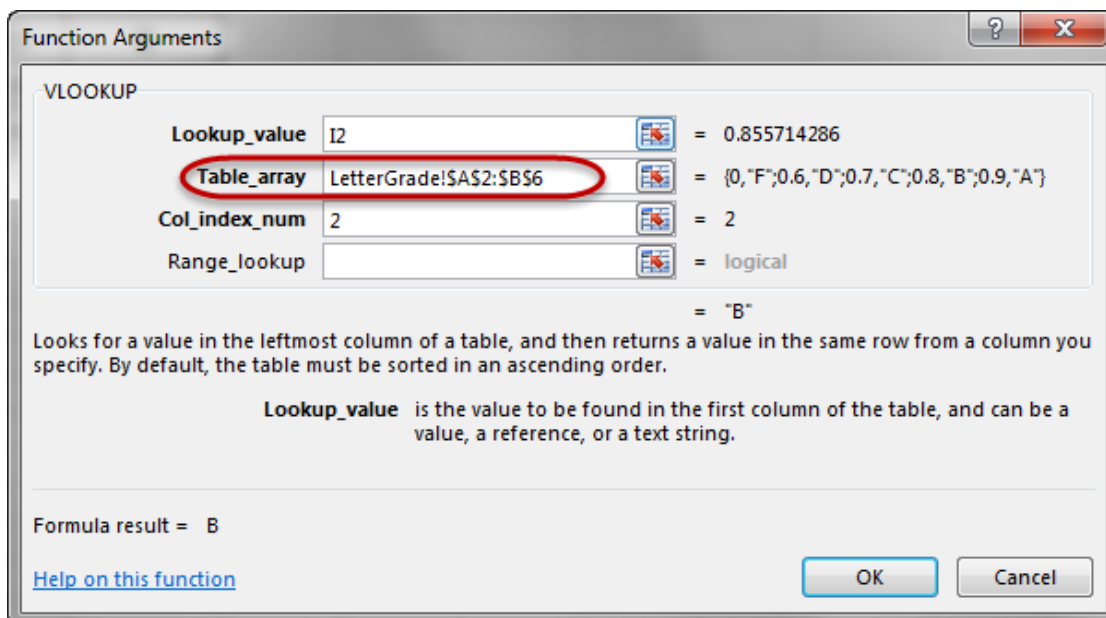 Function Arguments
VLOOKUP
Lookup_value I2 = 0.855714286
Table_array LetterGrade!$A$2:$B$6 = {0,"F";0.6,"D";0.7,"C";0.8,"B";0.9,"A"}
Col_index_num 2 = 2
Range_lookup = logical
= "B"
Looks for a value in the leftmost column of a table, and then returns a value in the same row from a column you
specify. By default, the table must be sorted in an ascending order.
Lookup_value is the value to be found in the first column of the table, and can be a
value, a reference, or a text string.
Formula result = B
Help on this function OK Cancel